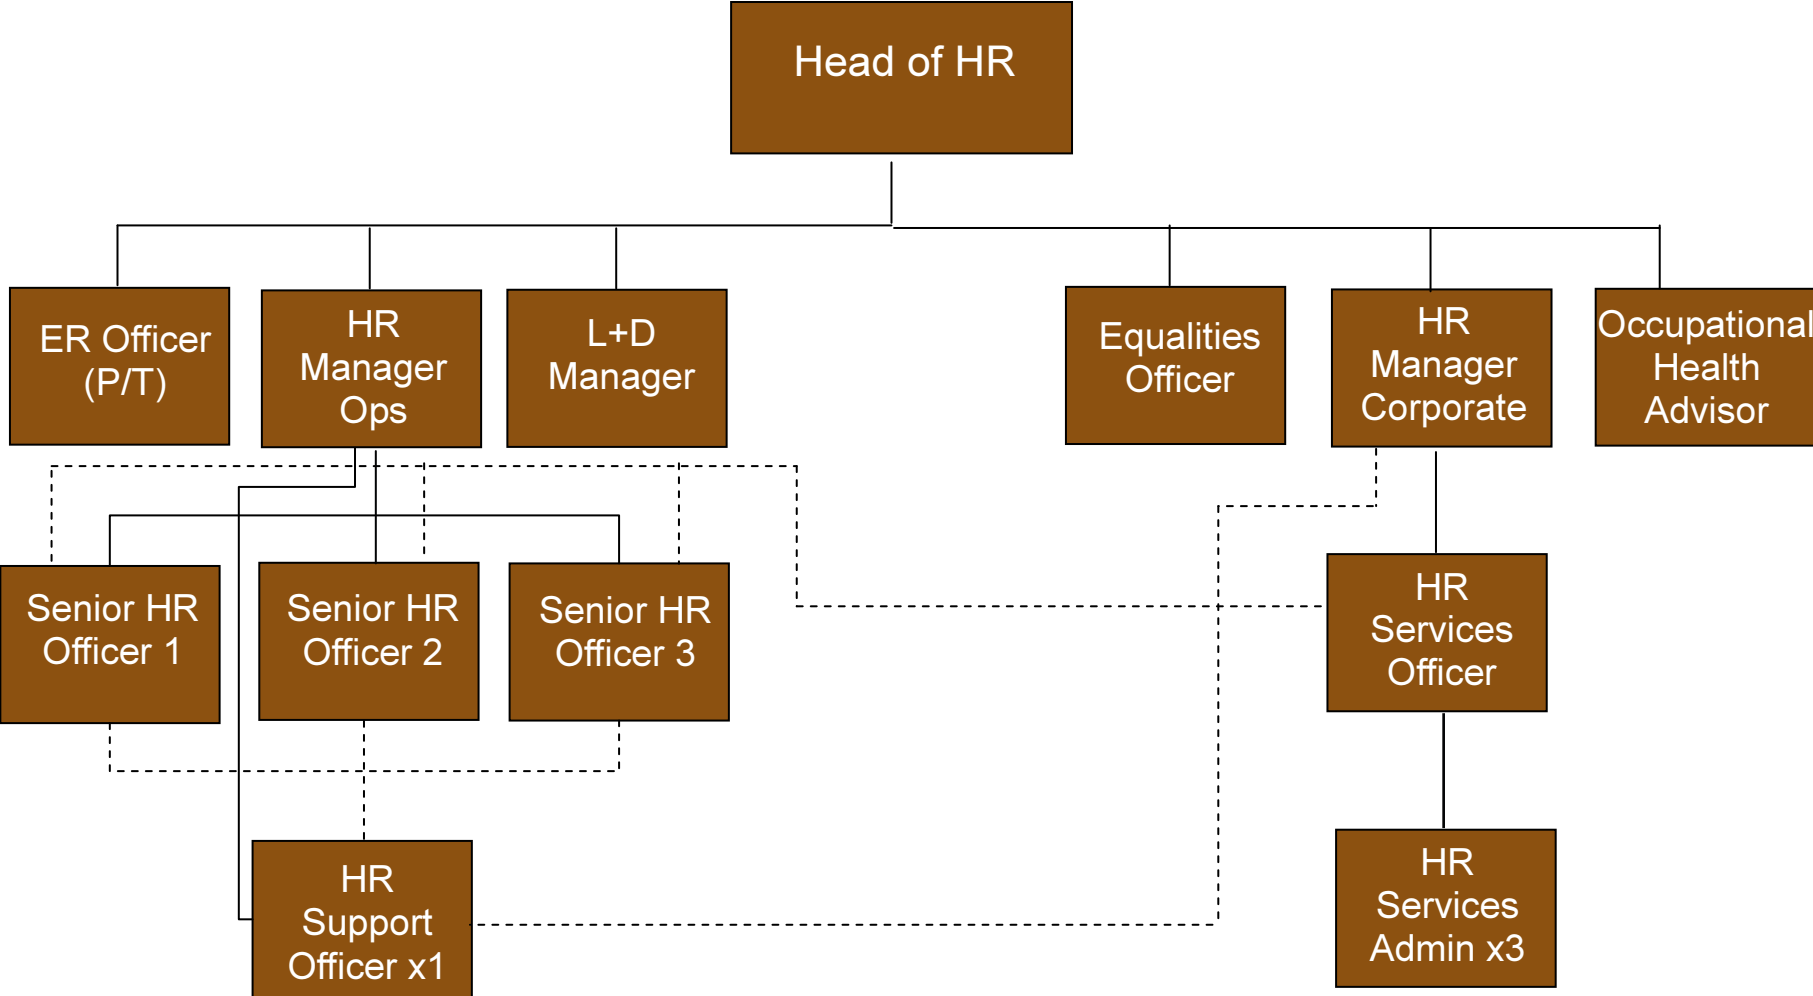 Head of HR
ER Officer
(P/T)
HR
Manager
Ops
L+D
Manager
Equalities
Officer
HR
Manager
Corporate
Occupational
Health
Advisor
Senior HR
Officer 1
Senior HR
Officer 2
Senior HR
Officer 3
HR
Services
Officer
HR
Support
Officer x1
HR
Services
Admin x3